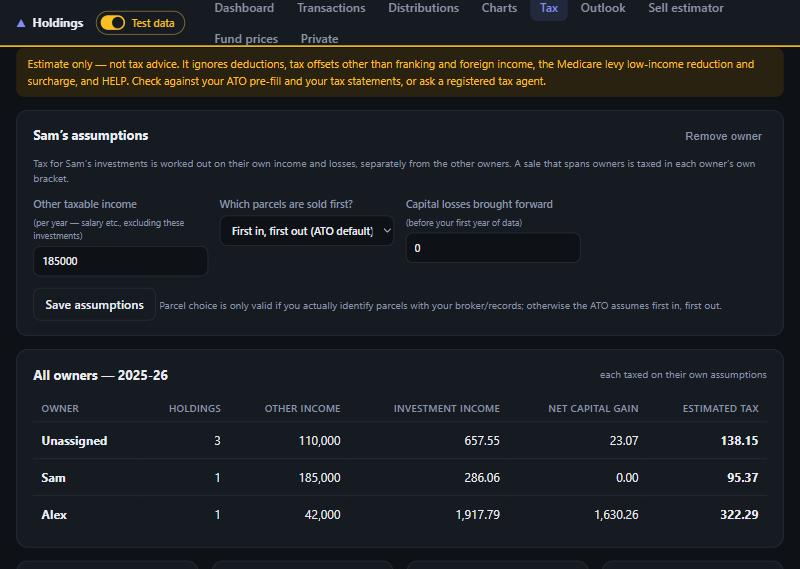 Holdings
Test data
Dashboard Transactions Distributions Charts Tax Outlook Sell estimator
Fund prices Private
Estimate only — not tax advice. It ignores deductions, tax offsets other than franking and foreign income, the Medicare levy low-income reduction and
surcharge, and HELP. Check against your ATO pre-fill and your tax statements, or ask a registered tax agent.
Sam's assumptions
Remove owner
Tax for Sam's investments is worked out on their own income and losses, separately from the other owners. A sale that spans owners is taxed in each owner's own
bracket.
Other taxable income
(per year — salary etc., excluding these
investments)
185000
Which parcels are sold first?
First in, first out (ATO default)
Capital losses brought forward
(before your first year of data)
0
Save assumptions
Parcel choice is only valid if you actually identify parcels with your broker/records; otherwise the ATO assumes first in, first out.
All owners — 2025-26
each taxed on their own assumptions
OWNER HOLDINGS OTHER INCOME INVESTMENT INCOME NET CAPITAL GAIN ESTIMATED TAX
Unassigned 3 110,000 657.55 23.07 138.15
Sam 1 185,000 286.06 0.00 95.37
Alex 1 42,000 1,917.79 1,630.26 322.29